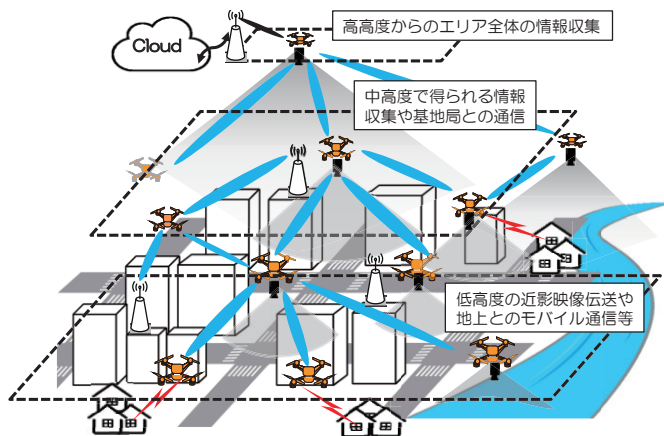 高高度からのエリア全体の情報収集
Cloud
中高度で得られる情報
収集や基地局との通信
低高度の近影映像伝送や
地上とのモバイル通信等